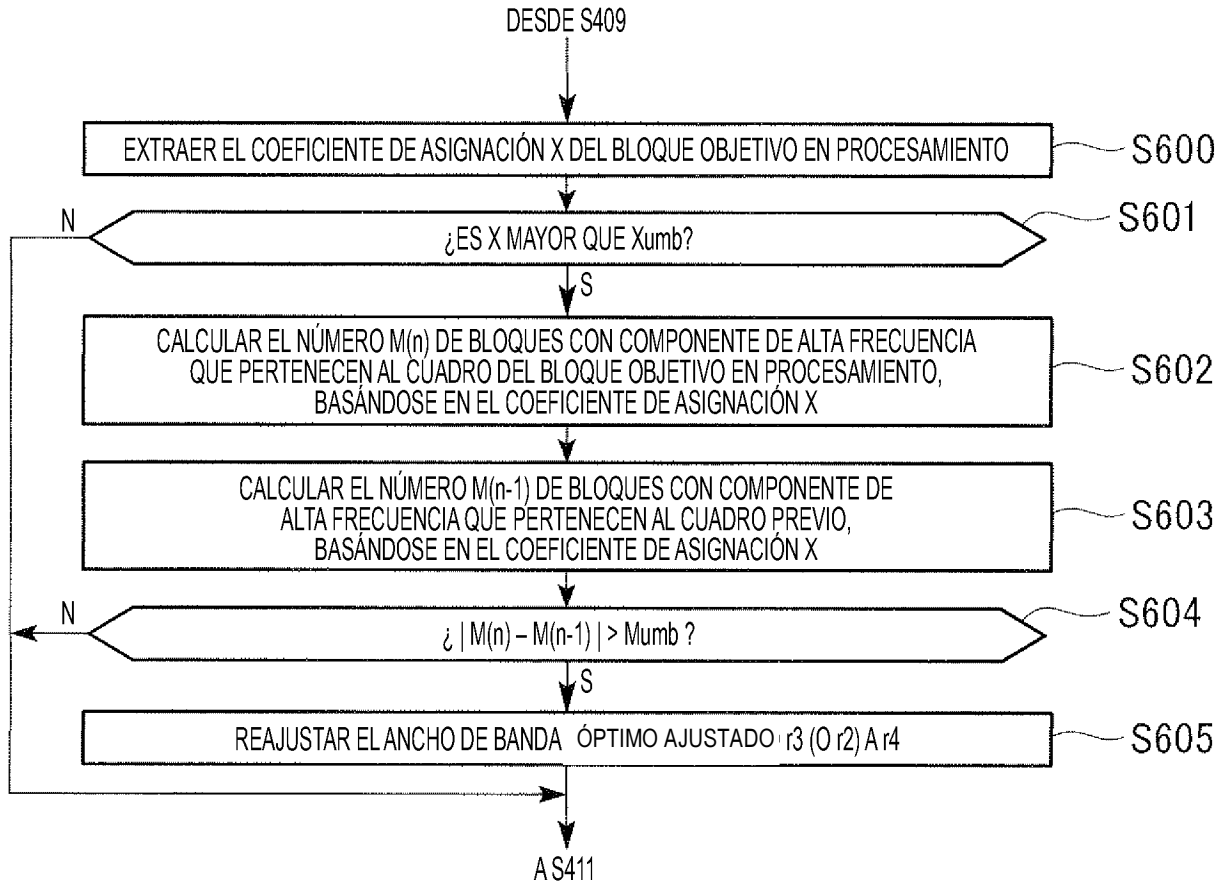 DESDE S409
EXTRAER EL COEFICIENTE DE ASIGNACIÓN X DEL BLOQUE OBJETIVO EN PROCESAMIENTO
S600
N
¿ES X MAYOR QUE Xumb?
S601
S
CALCULAR EL NÚMERO M(n) DE BLOQUES CON COMPONENTE DE ALTA FRECUENCIA
QUE PERTENECEN AL CUADRO DEL BLOQUE OBJETIVO EN PROCESAMIENTO,
BASÁNDOSE EN EL COEFICIENTE DE ASIGNACIÓN X
S602
CALCULAR EL NÚMERO M(n-1) DE BLOQUES CON COMPONENTE DE
ALTA FRECUENCIA QUE PERTENECEN AL CUADRO PREVIO,
BASÁNDOSE EN EL COEFICIENTE DE ASIGNACIÓN X
S603
N
¿ | M(n) – M(n-1) | > Mumb ?
S604
S
REAJUSTAR EL ANCHO DE BANDA ÓPTIMO AJUSTADO r3 (O r2) A r4
S605
A S411